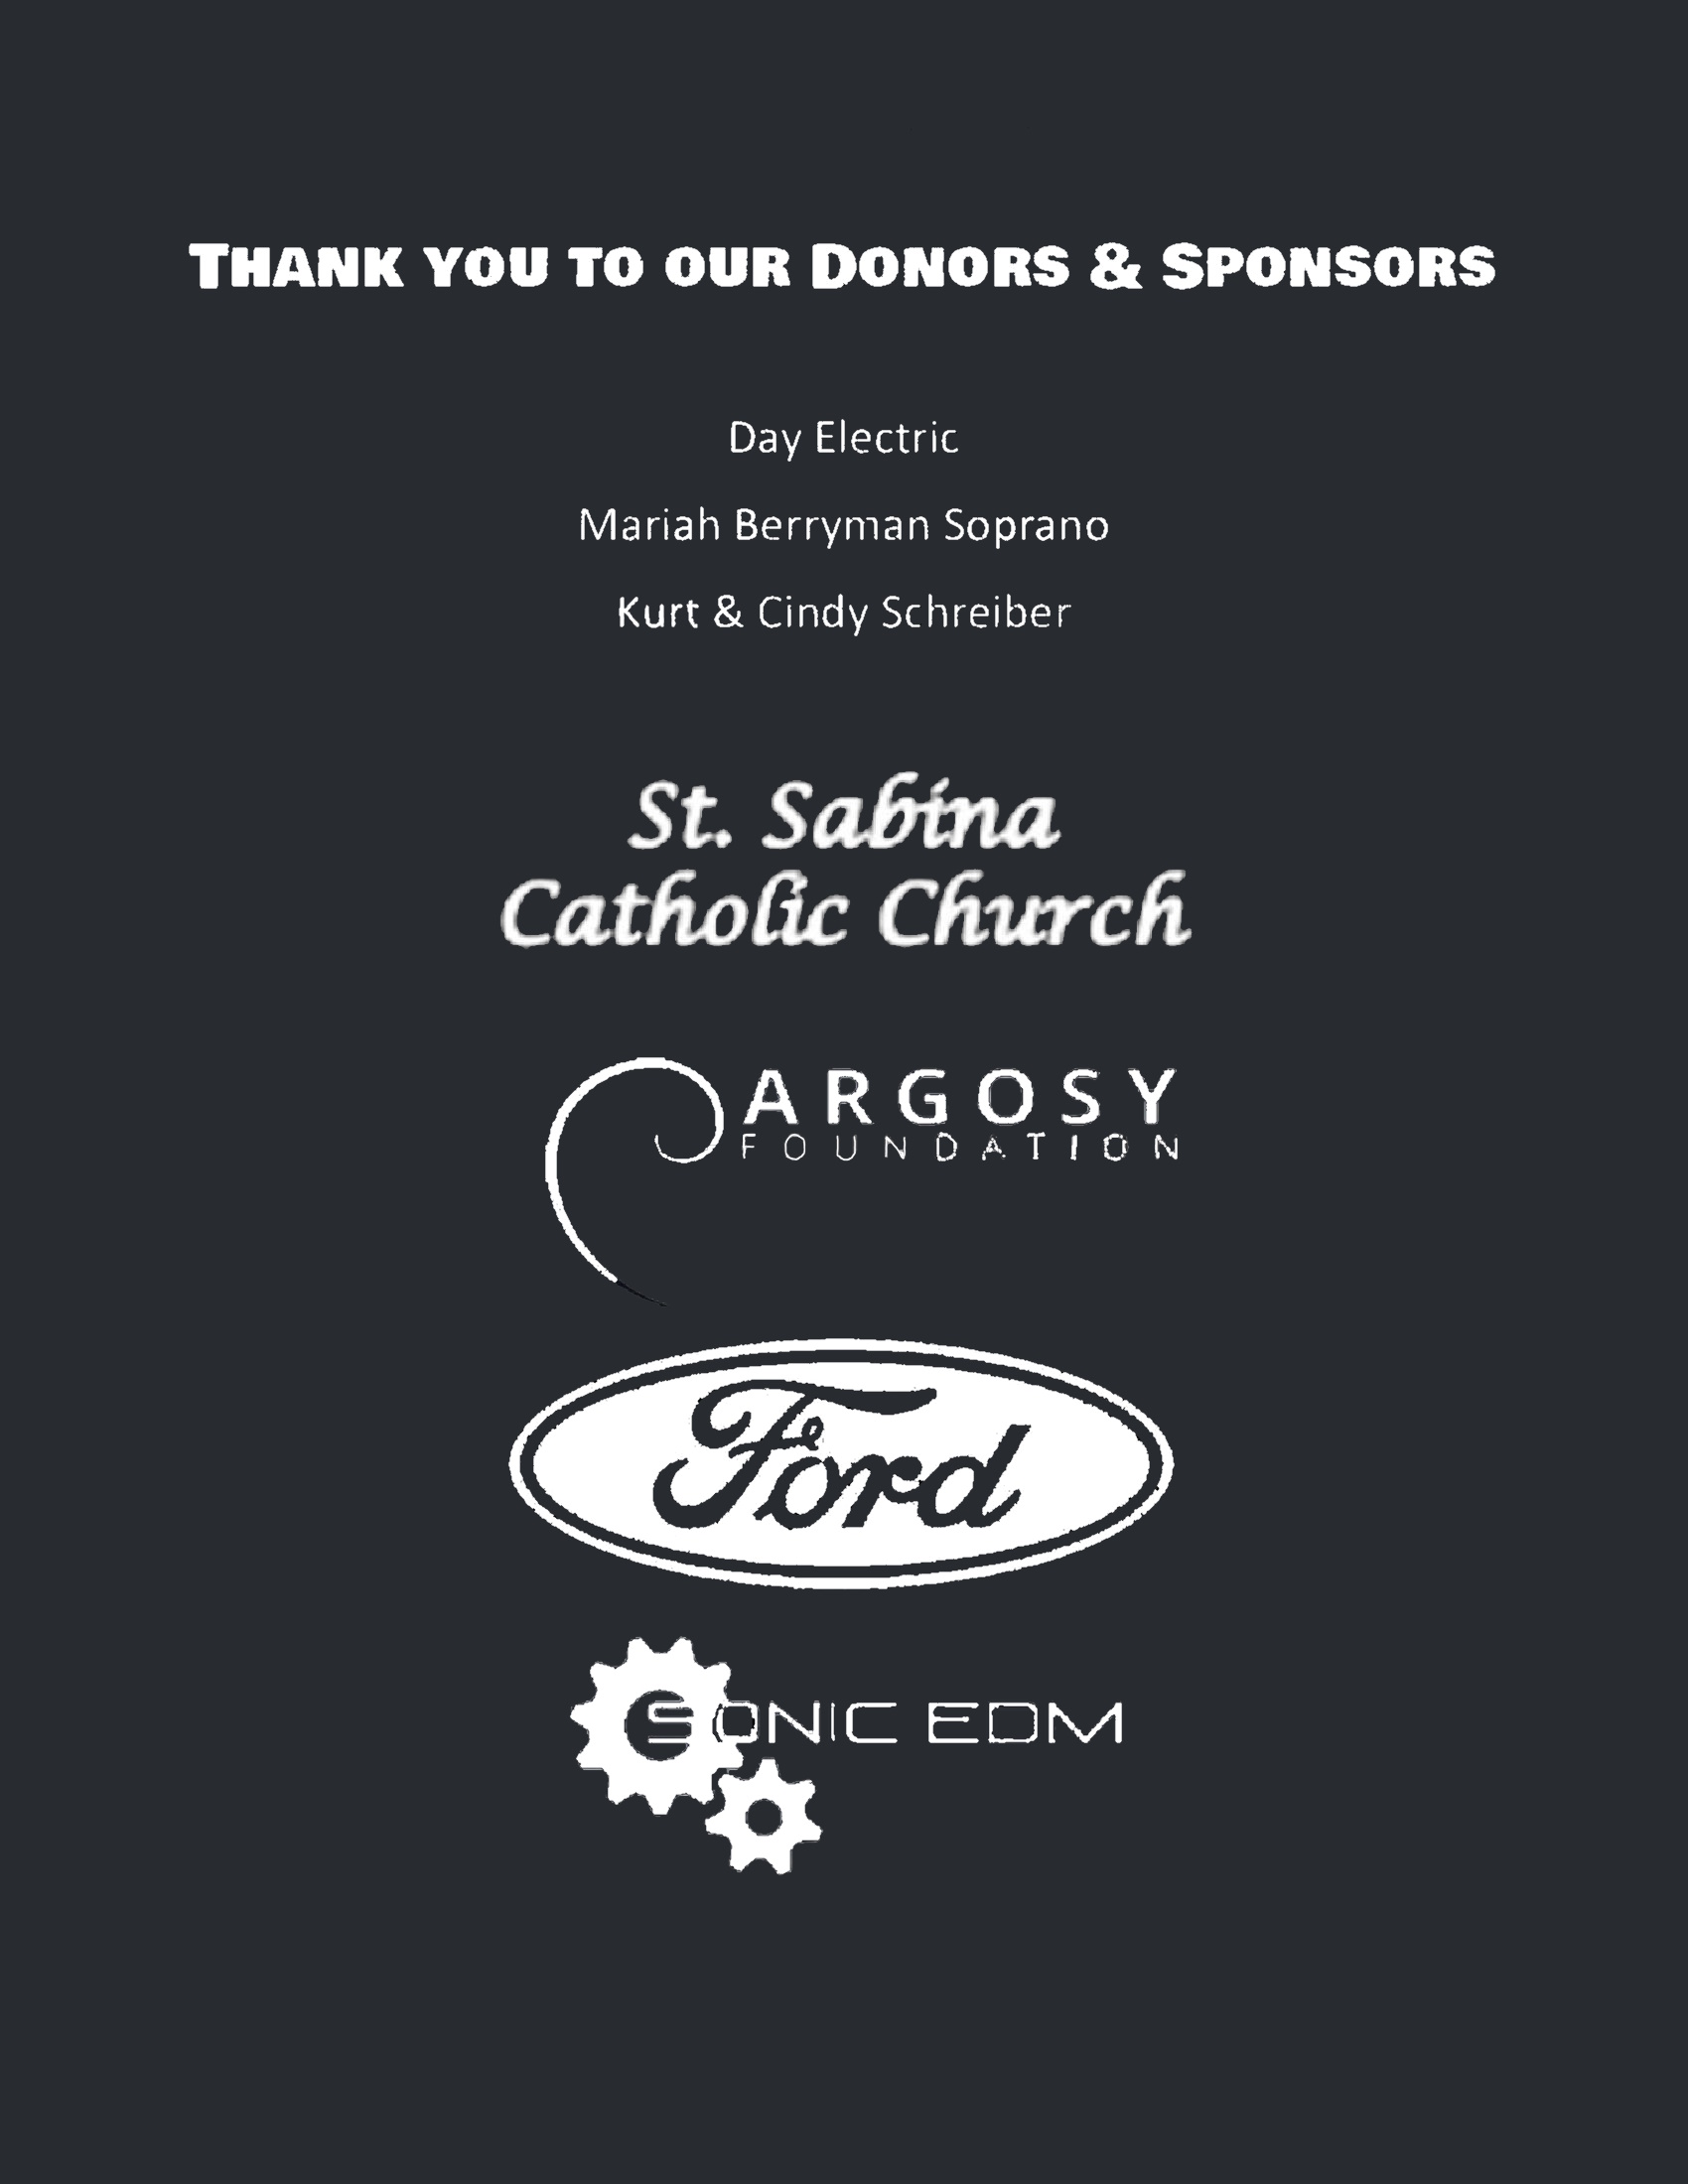 THANK YOU TO OUR DONORS & SPONSORS
Day Electric
Mariah Berryman Soprano
Kurt & Cindy Schreiber
St. Sabina
Catholic Church
ARGOSY
FOUNDATION
Ford
SONIC EDM